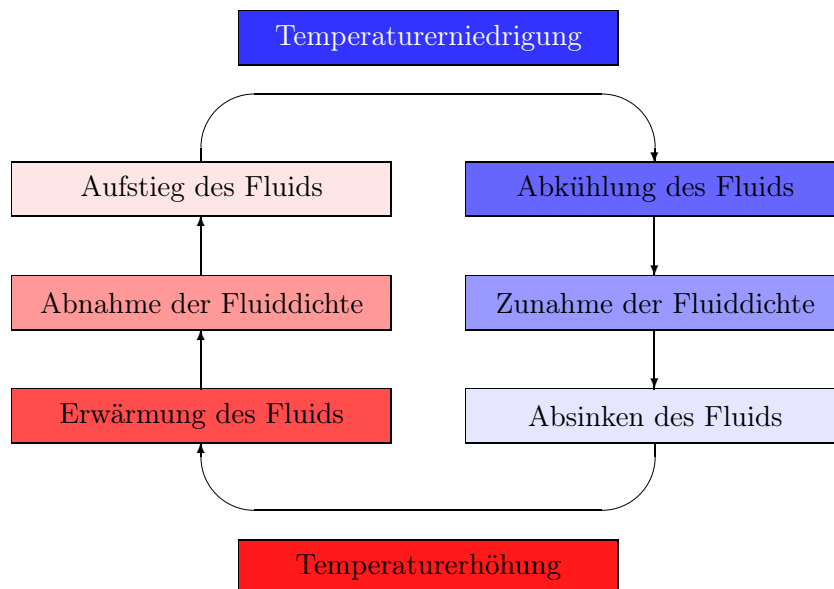 Temperaturerniedrigung
Aufstieg des Fluids
Abkühlung des Fluids
Abnahme der Fluiddichte
Zunahme der Fluiddichte
Erwärmung des Fluids
Absinken des Fluids
Temperaturerhöhung